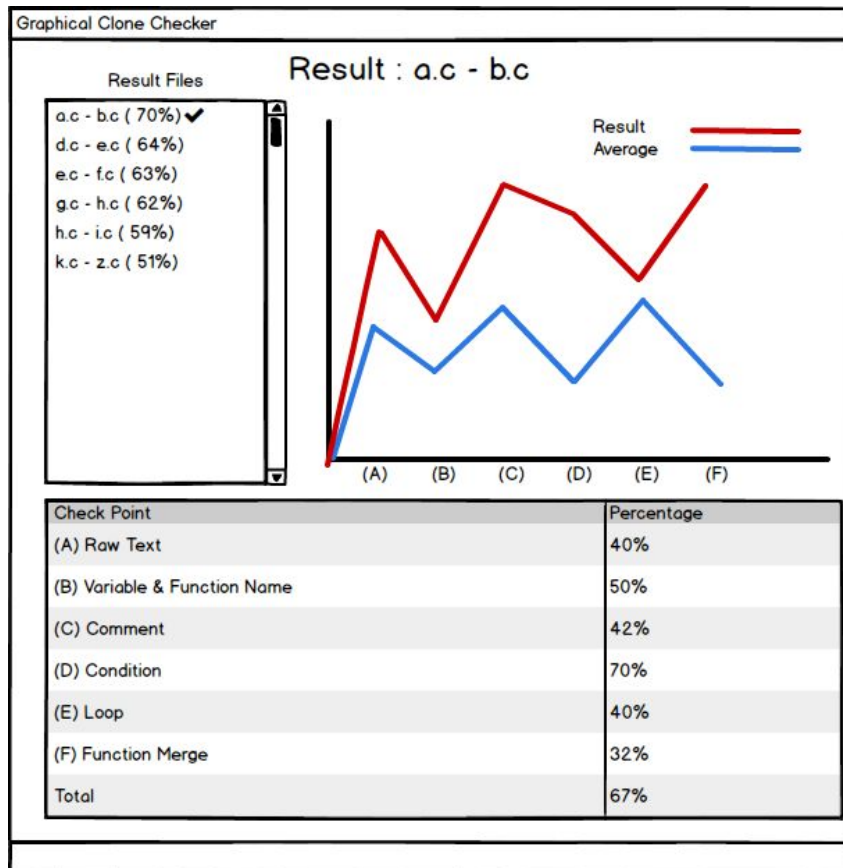 Graphical Clone Checker
Result : a.c - b.c
Result Files
a.c - b.c ( 70%)
d.c - e.c ( 64%)
e.c - f.c ( 63%)
g.c - h.c ( 62%)
h.c - i.c ( 59%)
k.c - z.c ( 51%)
Result
Average
(A) (B) (C) (D) (E) (F)
Check Point Percentage
(A) Raw Text 40%
(B) Variable & Function Name 50%
(C) Comment 42%
(D) Condition 70%
(E) Loop 40%
(F) Function Merge 32%
Total 67%